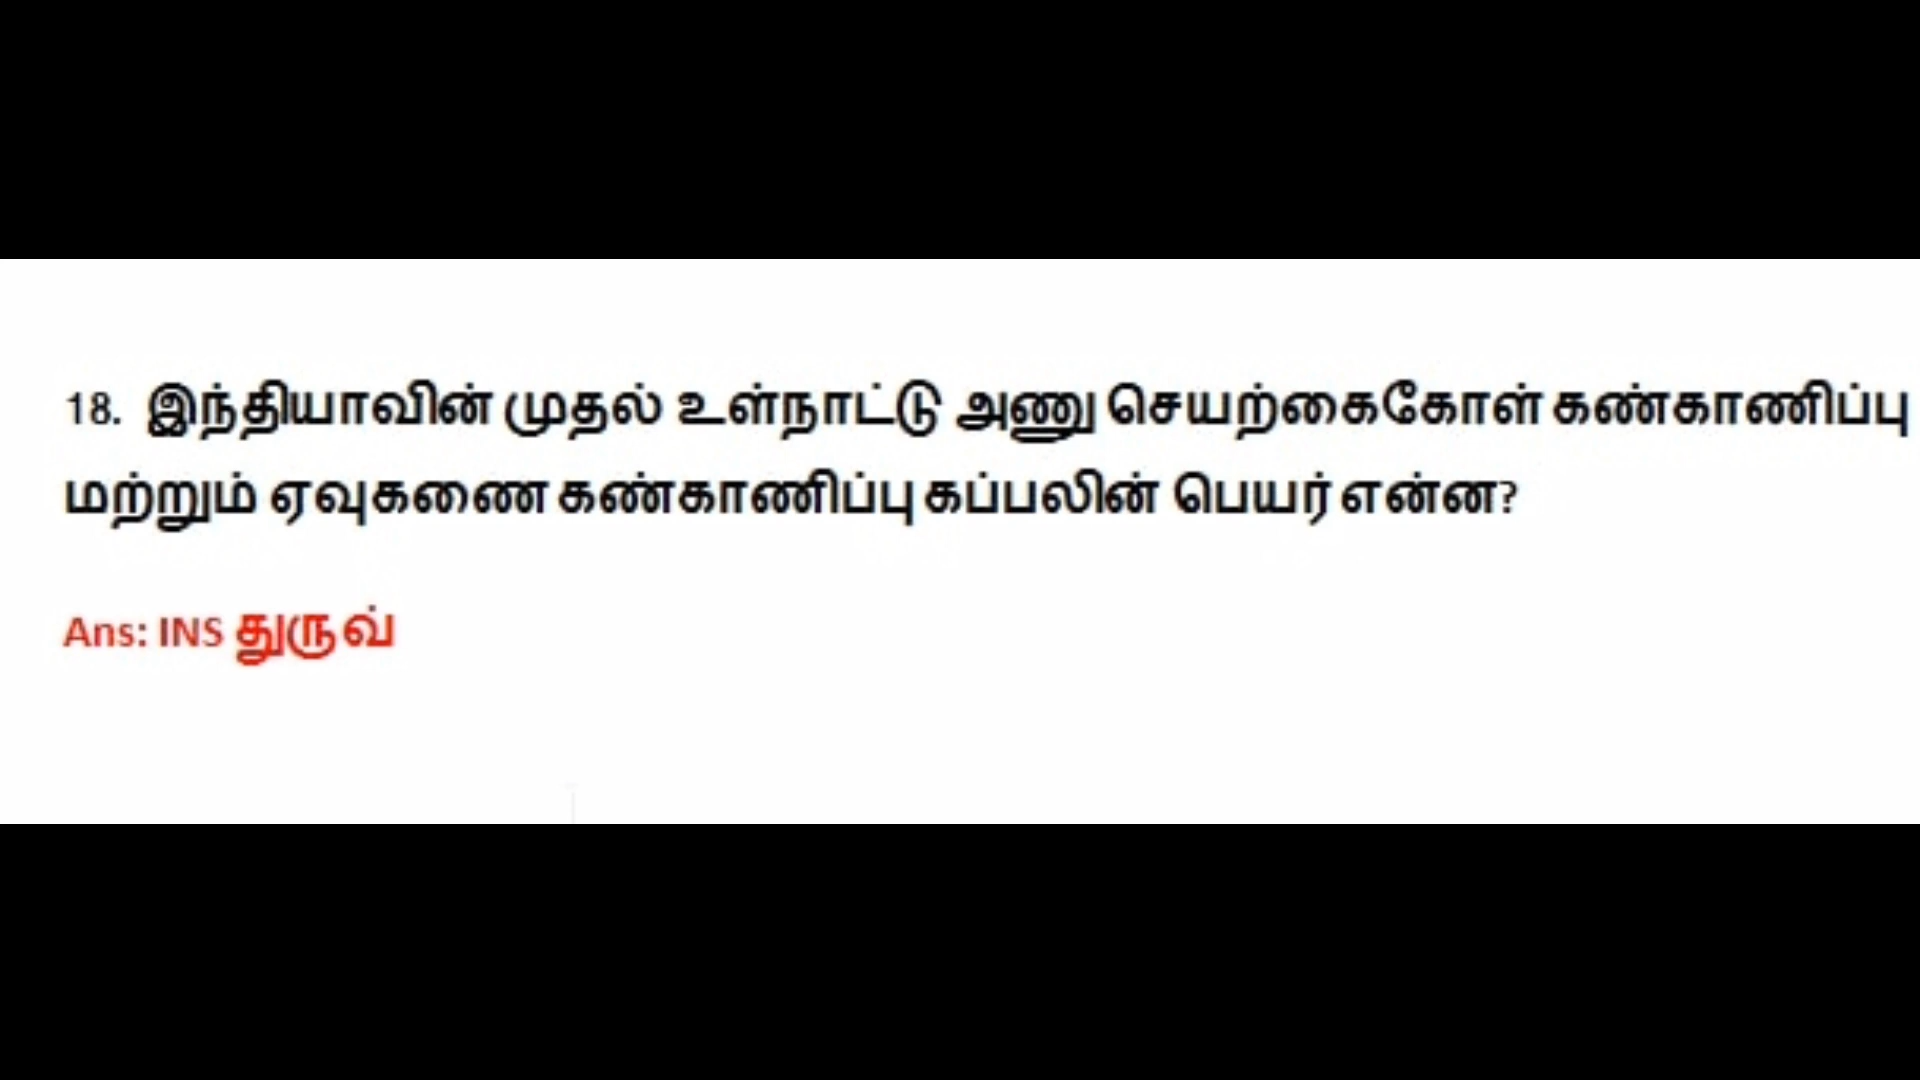 18. இந்தியாவின் முதல் உள்நாட்டு அணு செயற்கைகோள் கண்காணிப்பு
மற்றும் ஏவுகணை கண்காணிப்பு கப்பலின் பெயர் என்ன?
Ans: INS துருவ்